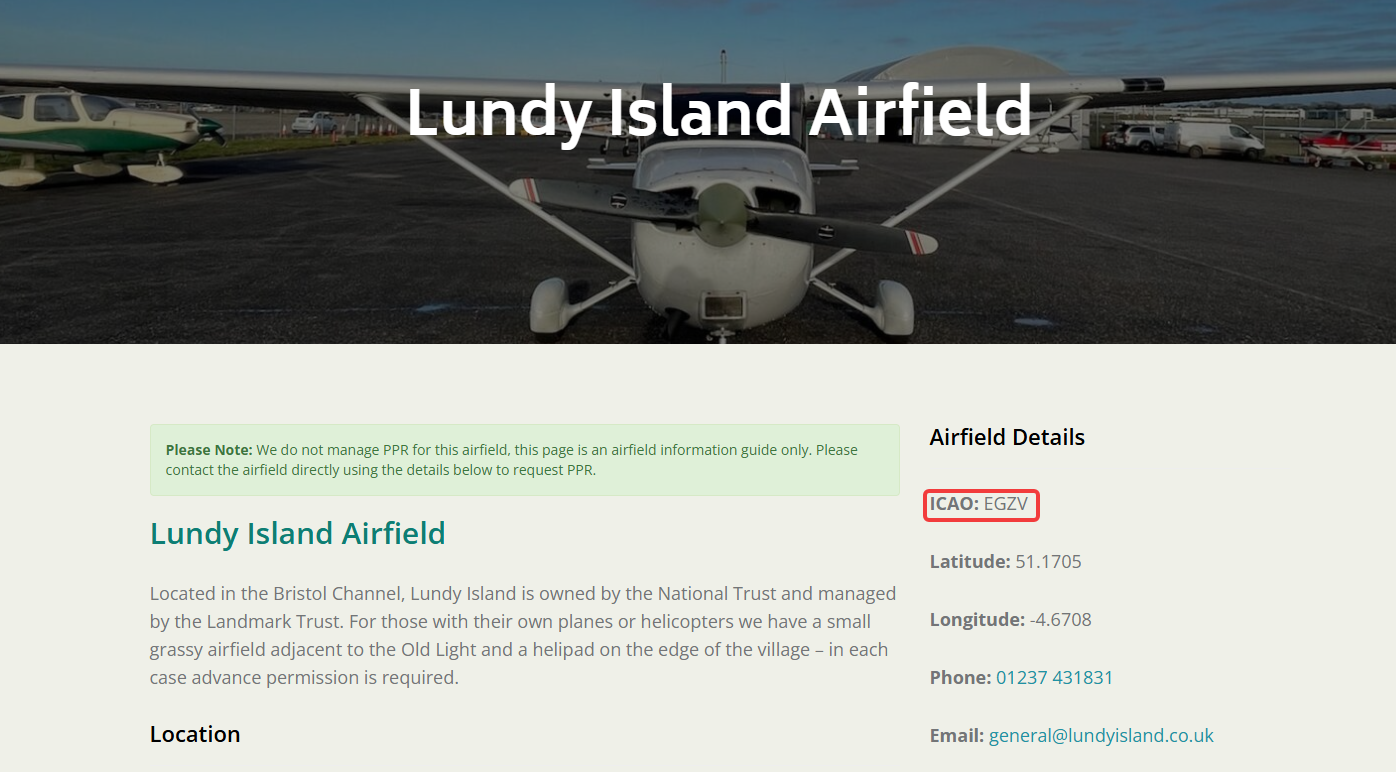 Lundy Island Airfield
Please Note: We do not manage PPR for this airfield, this page is an airfield information guide only. Please
contact the airfield directly using the details below to request PPR.
Lundy Island Airfield
Located in the Bristol Channel, Lundy Island is owned by the National Trust and managed
by the Landmark Trust. For those with their own planes or helicopters we have a small
grassy airfield adjacent to the Old Light and a helipad on the edge of the village – in each
case advance permission is required.
Location
Airfield Details
ICAO: EGZV
Latitude: 51.1705
Longitude: -4.6708
Phone: 01237 431831
Email: general@lundyisland.co.uk